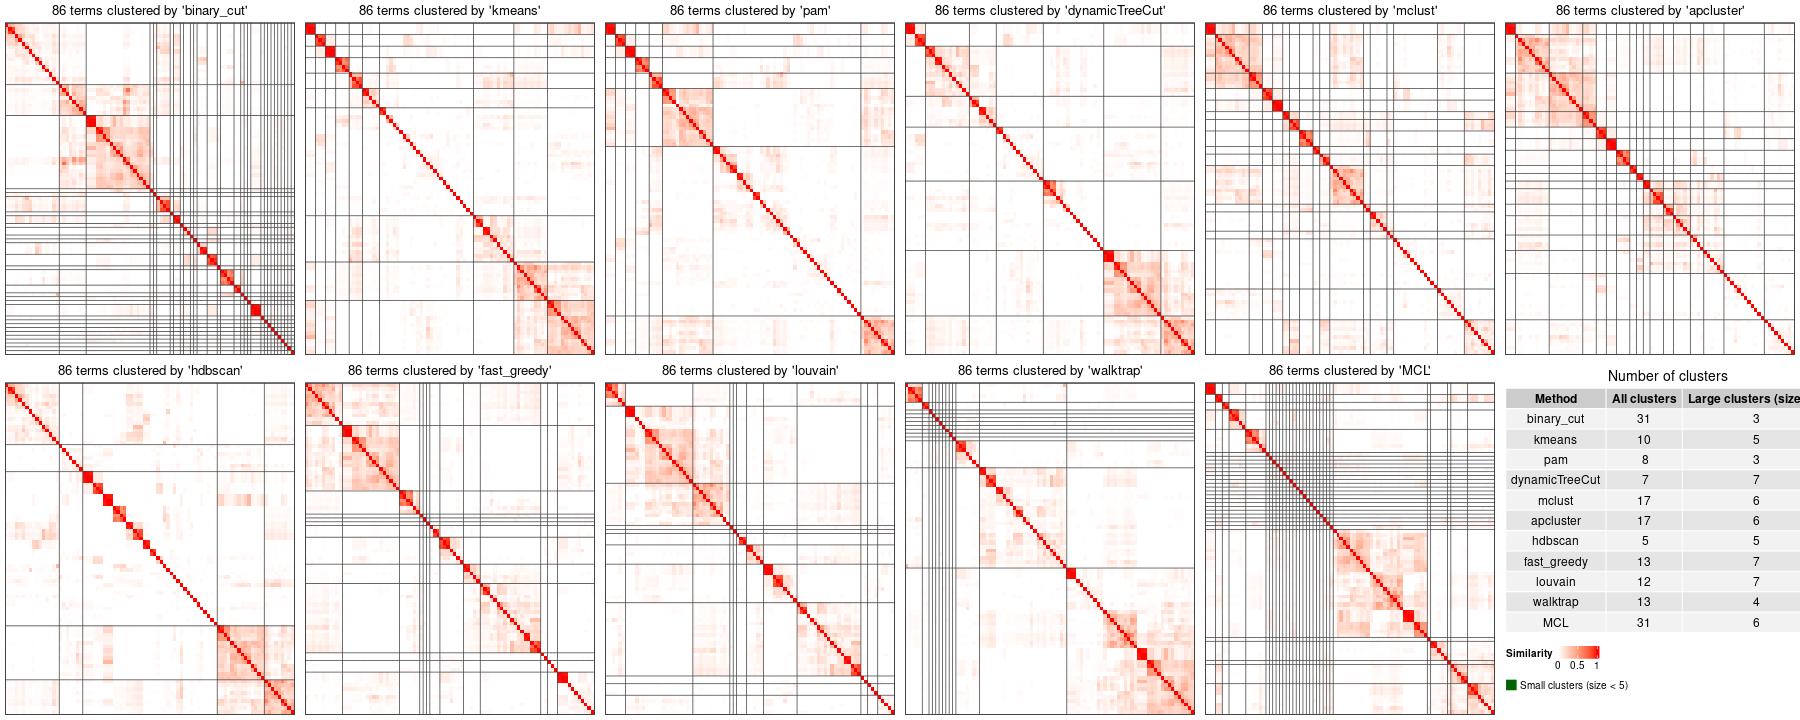 86 terms clustered by 'binary_cut'
86 terms clustered by 'kmeans'
86 terms clustered by 'pam'
86 terms clustered by 'dynamicTreeCut'
86 terms clustered by 'mclust'
86 terms clustered by 'apcluster'
86 terms clustered by 'hdbscan'
86 terms clustered by 'fast_greedy'
86 terms clustered by 'louvain'
86 terms clustered by 'walktrap'
86 terms clustered by 'MCL'
Number of clusters
Method All clusters Large clusters (size
binary_cut 31 3
kmeans 10 5
pam 8 3
dynamicTreeCut 7 7
mclust 17 6
apcluster 17 6
hdbscan 5 5
fast_greedy 13 7
louvain 12 7
walktrap 13 4
MCL 31 6
Similarity
0 0.5 1
Small clusters (size < 5)